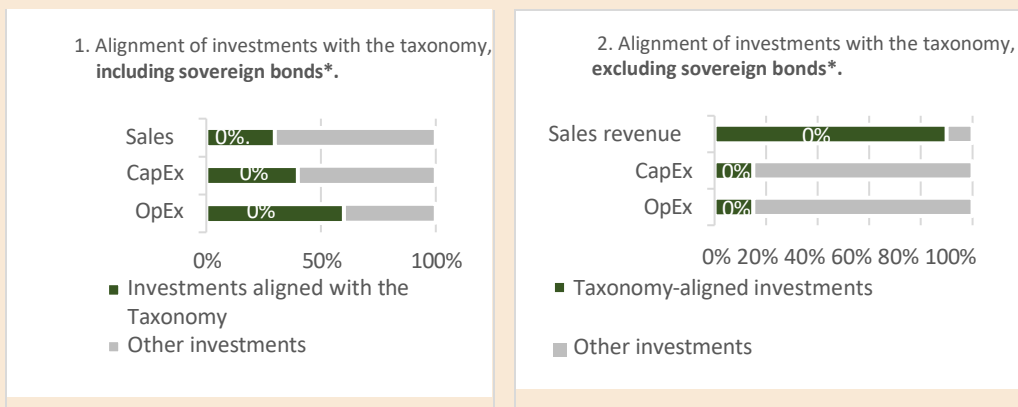 1. Alignment of investments with the taxonomy,
including sovereign bonds*.
Sales
0%.
CapEx
0%
OpEx
0%
0% 50% 100%
Investments aligned with the
Taxonomy
Other investments
2. Alignment of investments with the taxonomy,
excluding sovereign bonds*.
Sales revenue
0%
CapEx
0%
OpEx
0%
0% 20% 40% 60% 80% 100%
Taxonomy-aligned investments
Other investments